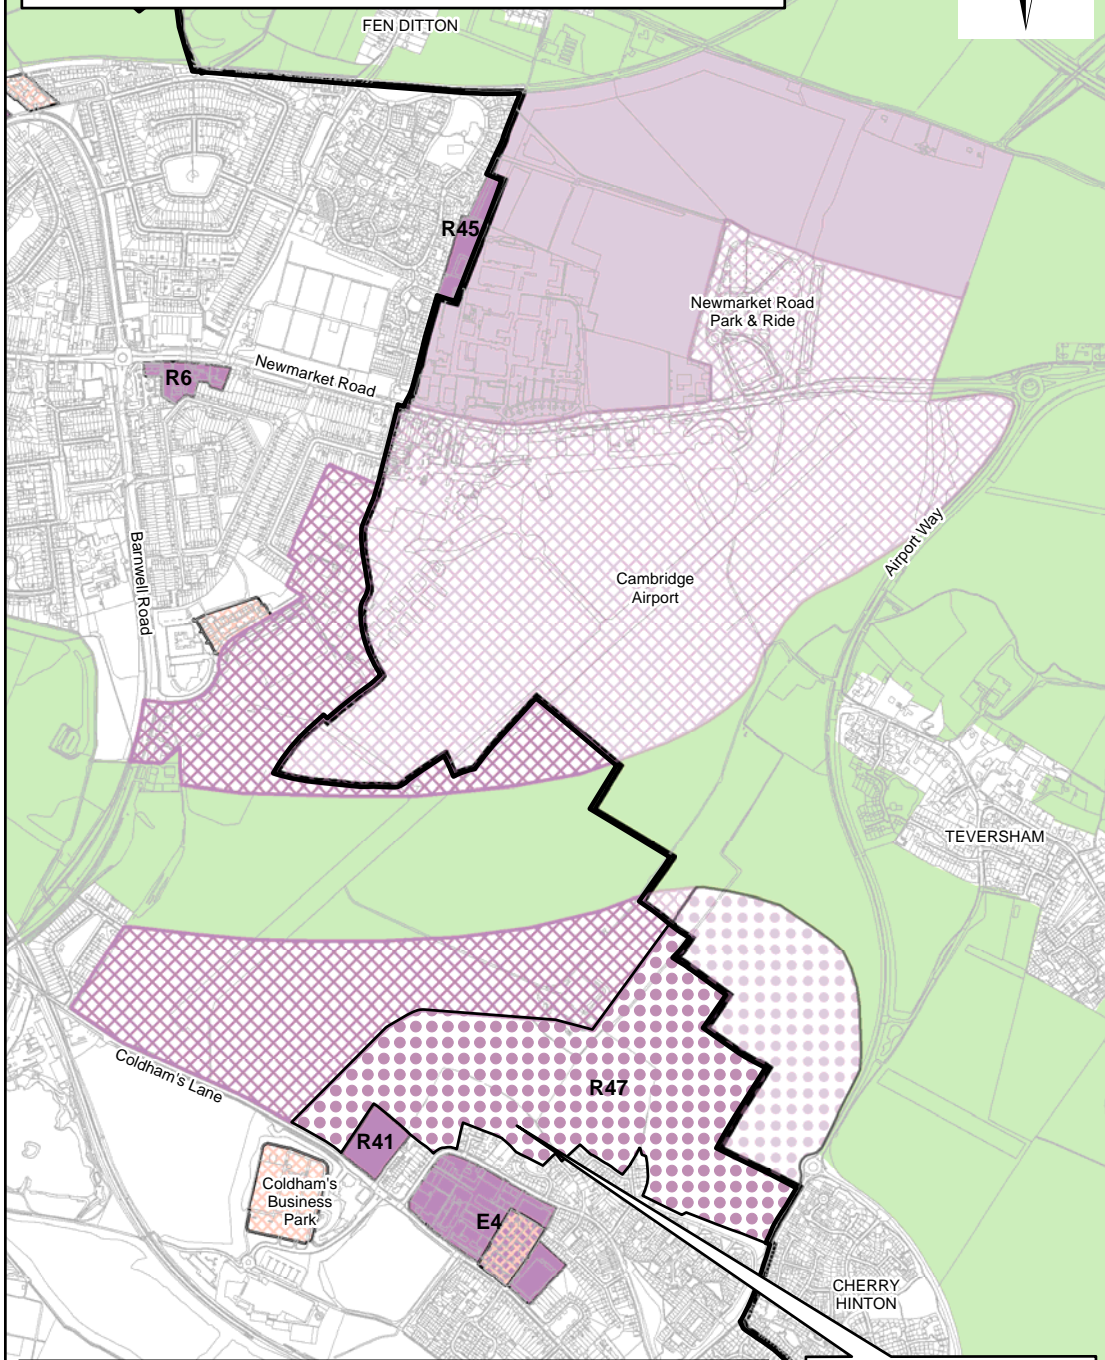 FEN DITTON
R45
Newmarket Road
Park & Ride
Newmarket Road
R6
Barnwell Road
Airport Way
Cambridge
Airport
TEVERSHAM
Coldham's Lane
R47
R41
Coldham's
Business
Park
E4
CHERRY
HINTON